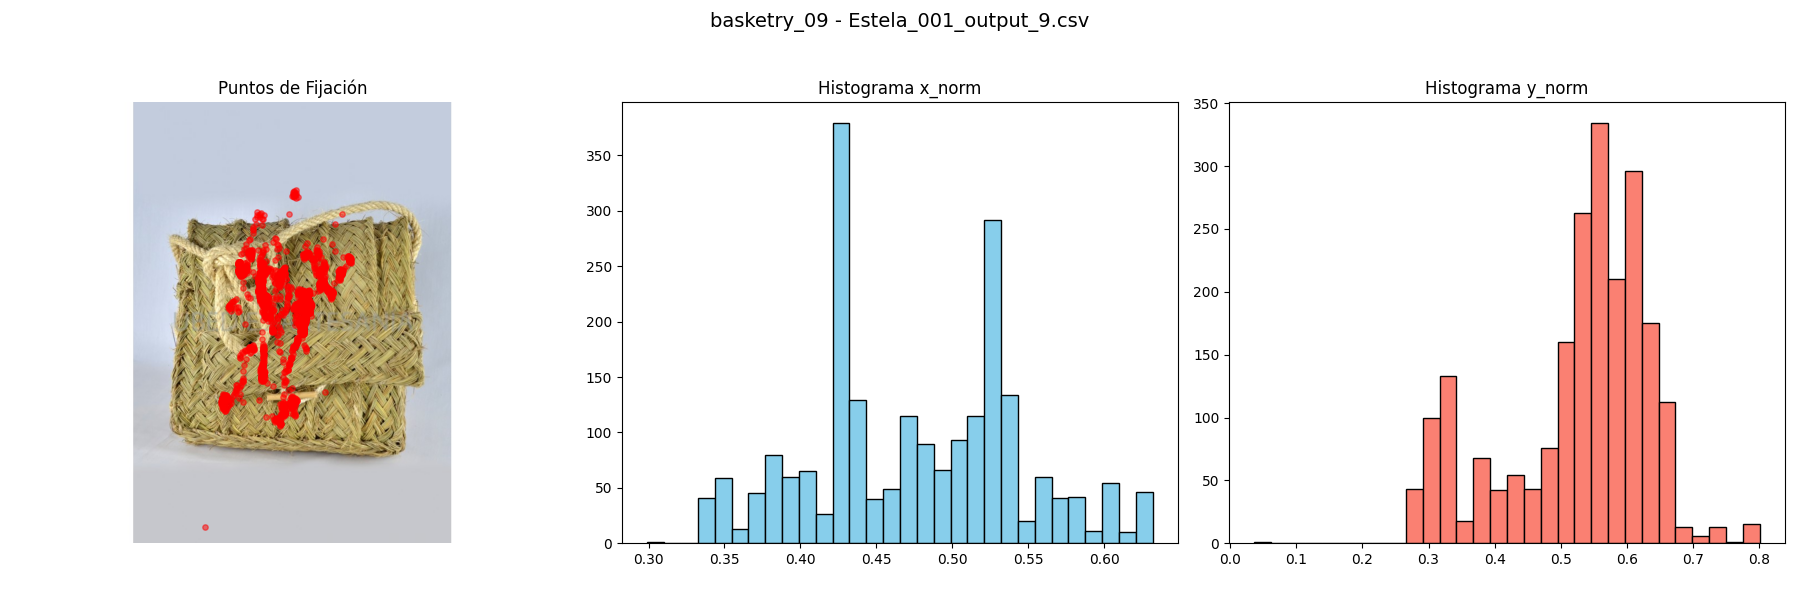 basketry_09 - Estela_001_output_9.csv
Puntos de Fijación
Histograma x_norm
350
300
250
200
150
100
50
0
0.30 0.35 0.40 0.45 0.50 0.55 0.60
Histograma y_norm
350
300
250
200
150
100
50
0
0.0 0.1 0.2 0.3 0.4 0.5 0.6 0.7 0.8